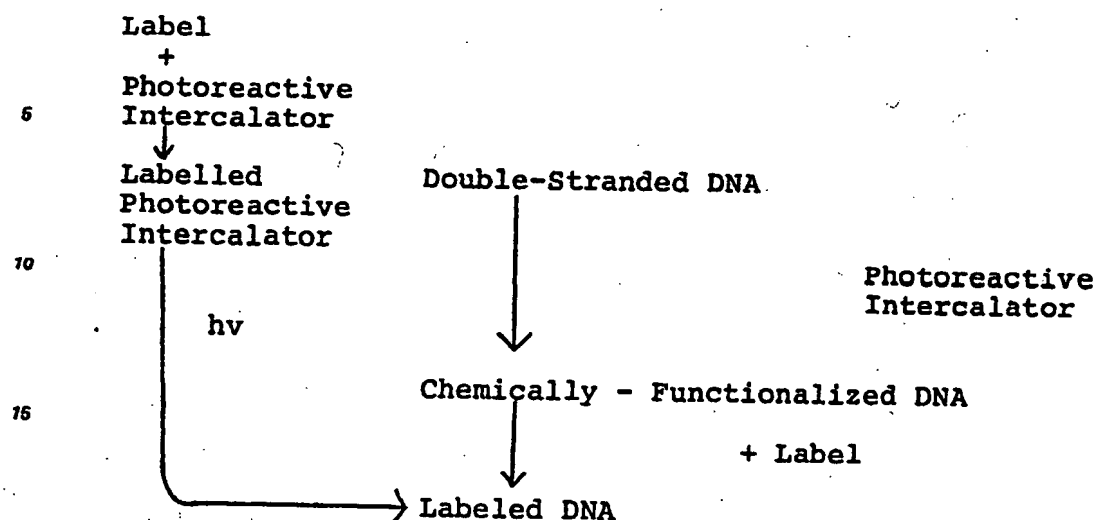 Label
+
Photoreactive
5 Intercalator
Labelled Double-Stranded DNA
Photoreactive
Intercalator
10
Photoreactive
Intercalator
hv
Chemically - Functionalized DNA
15
+ Label
Labeled DNA